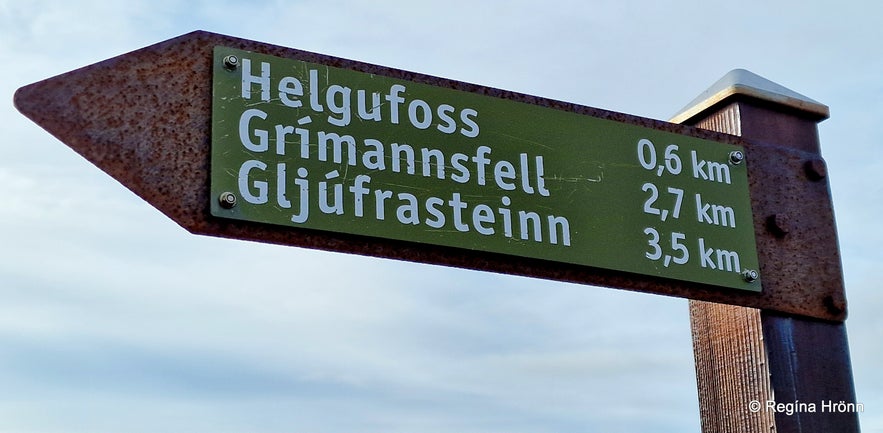 Helgufoss 0,6 km
Grímannsfell 2,7 km
Gljúfrasteinn 3,5 km
©Regína Hrönn